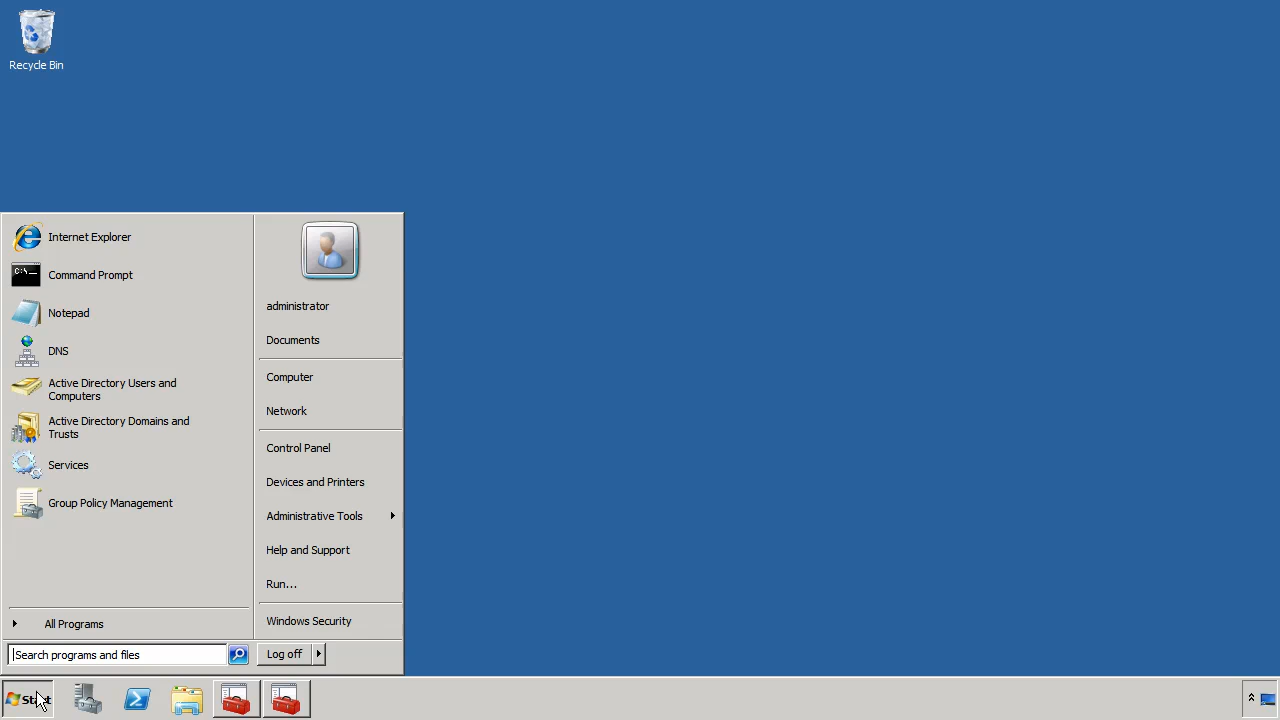 Recycle Bin
Internet Explorer
Command Prompt
Notepad
DNS
Active Directory Users and
Computers
Active Directory Domains and
Trusts
Services
Group Policy Management
All Programs
Search programs and files
administrator
Documents
Computer
Network
Control Panel
Devices and Printers
Administrative Tools
Help and Support
Run...
Windows Security
Log off
Start